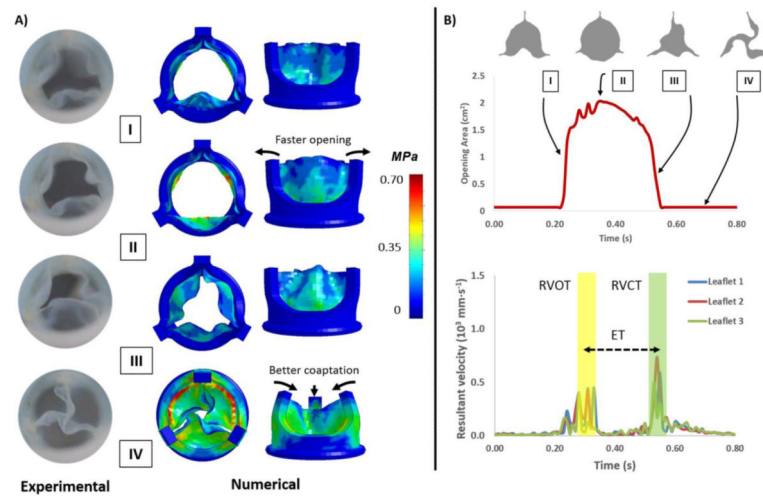 A)
I
II
III
IV
Faster opening
Better coaptation
MPa
0.70
0.35
0
Experimental
Numerical
B)
I
II
III
IV
Opening Area (cm²)
2.5
2
1.5
1
0.5
0
0.00
0.20
0.40
0.60
0.80
Time (s)
Resultant velocity (10³ mm·s⁻¹)
1.5
1.0
0.5
0.0
RVOT
RVCT
ET
Leaflet 1
Leaflet 2
Leaflet 3
0.00
0.20
0.40
0.60
0.80
Time (s)